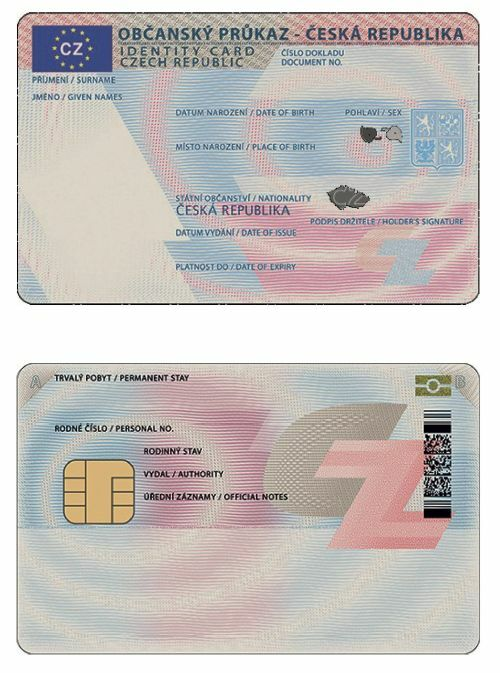 CZ
OBČANSKÝ PRŮKAZ - ČESKÁ REPUBLIKA
IDENTITY CARD
CZECH REPUBLIC
ČÍSLO DOKLADU
DOCUMENT NO.
PŘÍJMENÍ / SURNAME
JMÉNO / GIVEN NAMES
DATUM NAROZENÍ / DATE OF BIRTH
POHLAVÍ / SEX
MÍSTO NAROZENÍ / PLACE OF BIRTH
STÁTNÍ OBČANSTVÍ / NATIONALITY
ČESKÁ REPUBLIKA
CZ
PODPIS DRŽITELE / HOLDER'S SIGNATURE
DATUM VYDÁNÍ / DATE OF ISSUE
PLATNOST DO / DATE OF EXPIRY
CZ
A
TRVALÝ POBYT / PERMANENT STAY
B
RODNÉ ČÍSLO / PERSONAL NO.
RODINNÝ STAV
VYDAL / AUTHORITY
ÚŘEDNÍ ZÁZNAMY / OFFICIAL NOTES
CZ